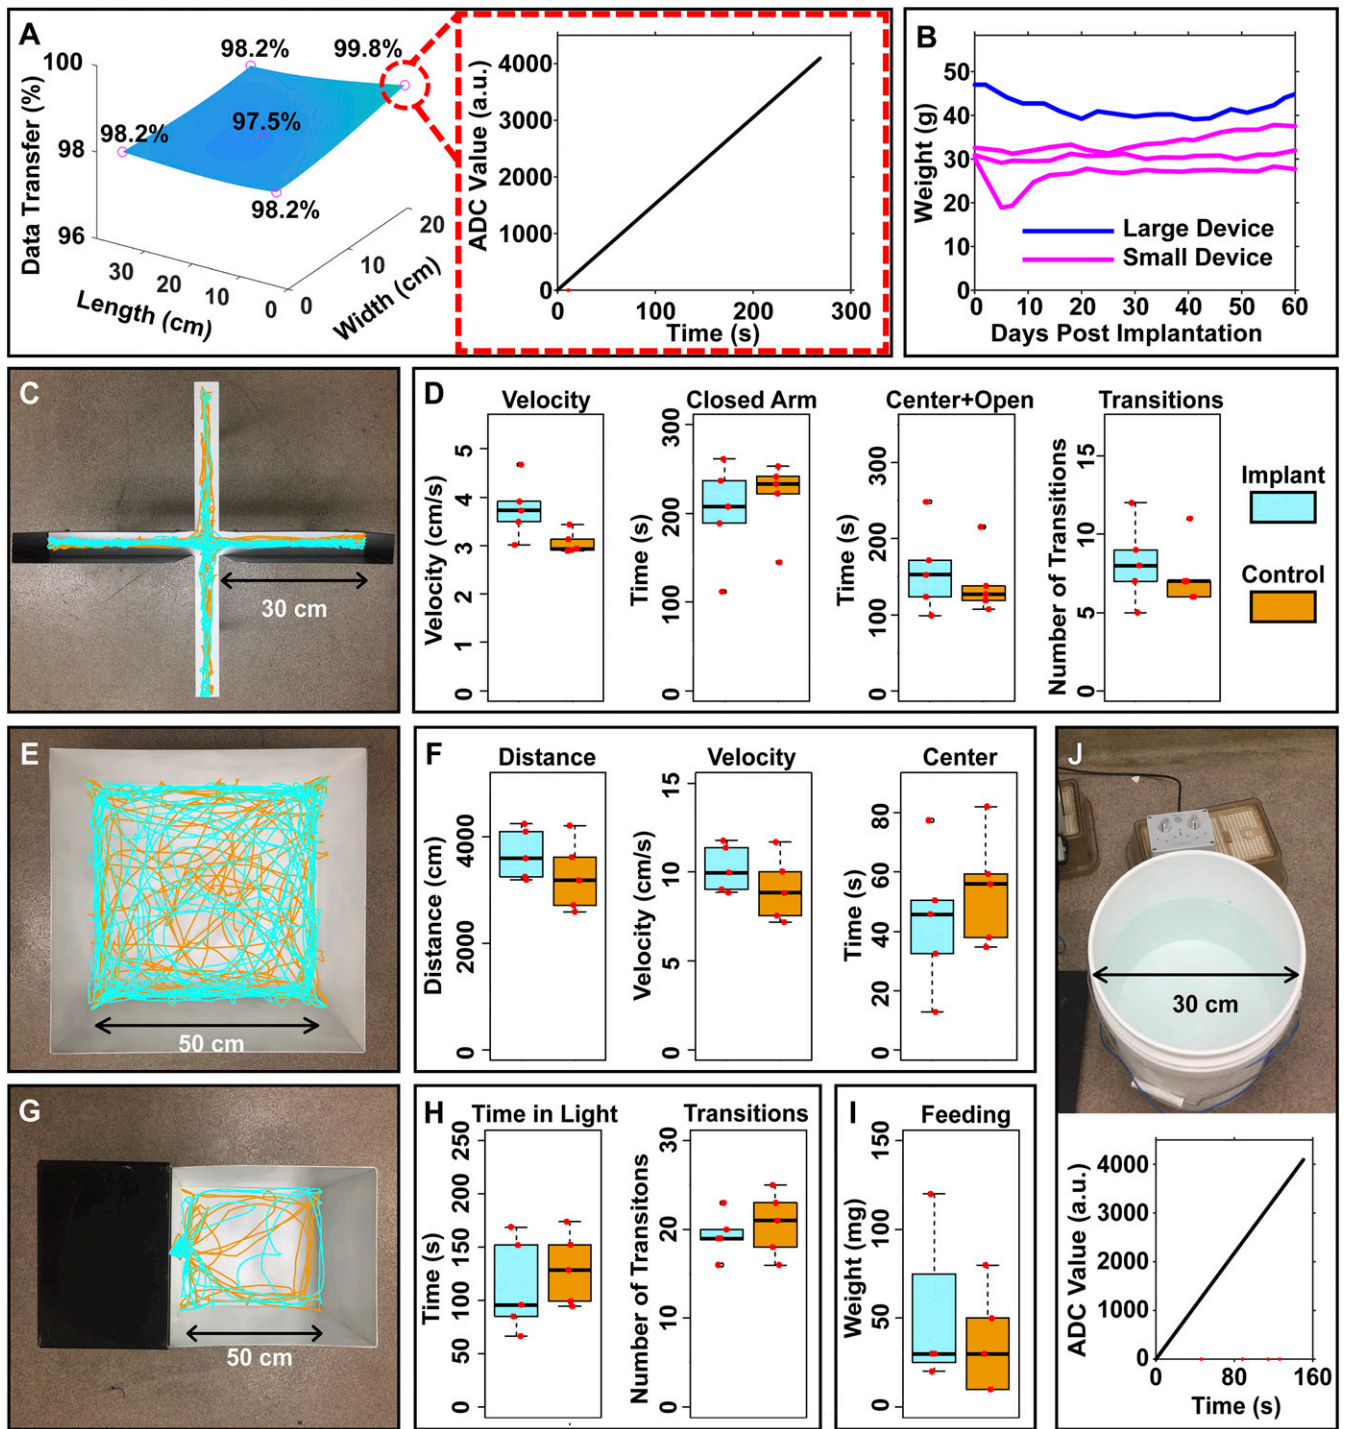 A
98.2%
99.8%
98.2%
97.5%
98.2%
100
98
96
Data Transfer (%)
30
20
10
0
Length (cm)
0
10
20
Width (cm)
4000
3000
2000
1000
0
ADC Value (a.u.)
0
100
200
300
Time (s)
B
50
40
30
20
10
0
Weight (g)
Large Device
Small Device
0
10
20
30
40
50
60
Days Post Implantation
C
30 cm
D
Velocity
5
4
3
2
1
0
Velocity (cm/s)
Closed Arm
300
200
100
0
Time (s)
Center+Open
300
200
100
0
Time (s)
Transitions
15
10
5
0
Number of Transitions
Implant
Control
E
50 cm
F
Distance
4000
2000
0
Distance (cm)
Velocity
15
10
5
0
Velocity (cm/s)
Center
80
60
40
20
0
Time (s)
G
50 cm
H
Time in Light
250
200
150
100
50
0
Time (s)
Transitions
30
20
10
0
Number of Transitons
I
Feeding
150
100
50
0
Weight (mg)
J
30 cm
4000
3000
2000
1000
0
ADC Value (a.u.)
0
80
160
Time (s)